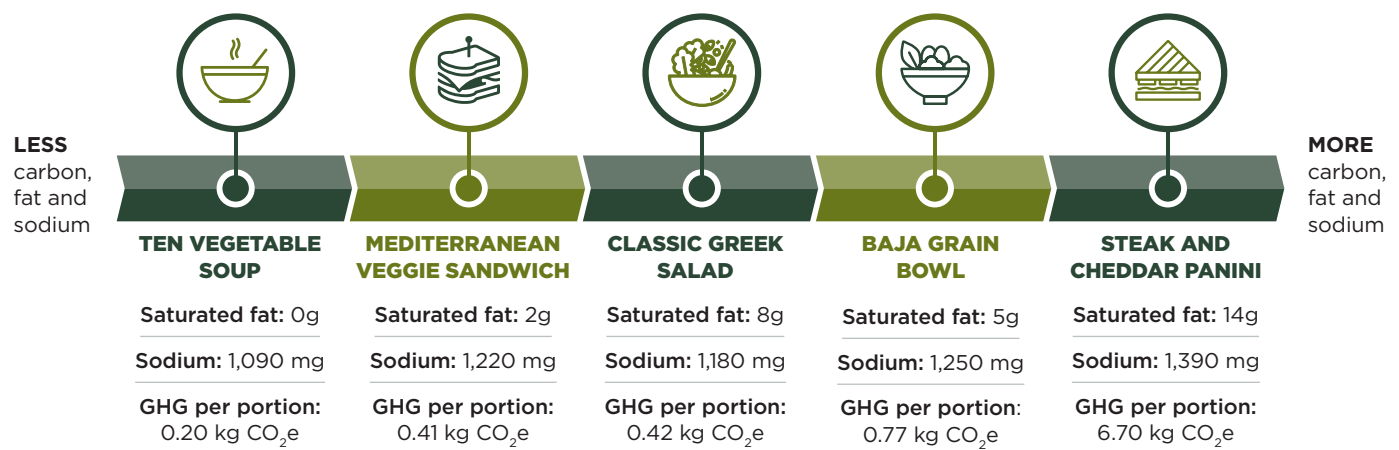 LESS
carbon,
fat and
sodium
MORE
carbon,
fat and
sodium
TEN VEGETABLE
SOUP
Saturated fat: 0g
Sodium: 1,090 mg
GHG per portion:
0.20 kg CO₂e
MEDITERRANEAN
VEGGIE SANDWICH
Saturated fat: 2g
Sodium: 1,220 mg
GHG per portion:
0.41 kg CO₂e
CLASSIC GREEK
SALAD
Saturated fat: 8g
Sodium: 1,180 mg
GHG per portion:
0.42 kg CO₂e
BAJA GRAIN
BOWL
Saturated fat: 5g
Sodium: 1,250 mg
GHG per portion:
0.77 kg CO₂e
STEAK AND
CHEDDAR PANINI
Saturated fat: 14g
Sodium: 1,390 mg
GHG per portion:
6.70 kg CO₂e